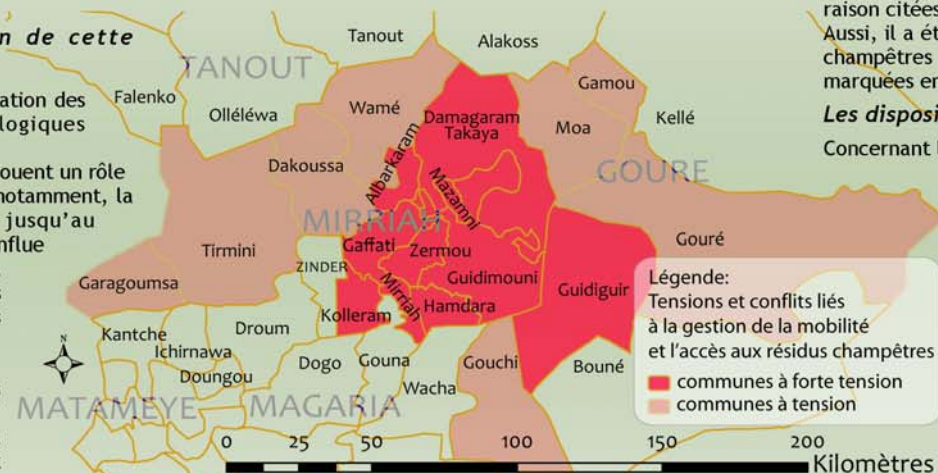 n de cette
ation des
logiques
ouent un rôle
notamment, la
jusqu'au
nflue
raison citées
Aussi, il a ét
champêtres
marquées en
Les disposi
Concernant l
Tanout
Alakoss
TANOUT
Gamou
Falenko
Olléléwa
Wamé
Damagaram
Takaya
Moa
Kellé
Dakoussa
Albarkaram
Mazamni
GOURE
MIRRIAH
Gaffati
Zermou
Gouré
Tirmini
ZINDER
Garagoumsa
Mirriah
Guidimouni
Guidiguir
Kolleram
Hamdara
Kantche
Ichirnawa
Droum
Doungou
Dogo
Gouna
Gouchi
Bouné
Wacha
MATAMEYE
MAGARIA
Légende:
Tensions et conflits liés
à la gestion de la mobilité
et l'accès aux résidus champêtres
communes à forte tension
communes à tension
N
0 25 50 100 150 200
Kilomètres